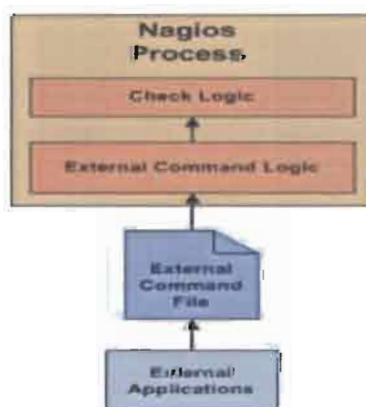 Nagios
Process
Check Logic
External Command Logic
External
Command
File
External
Applications